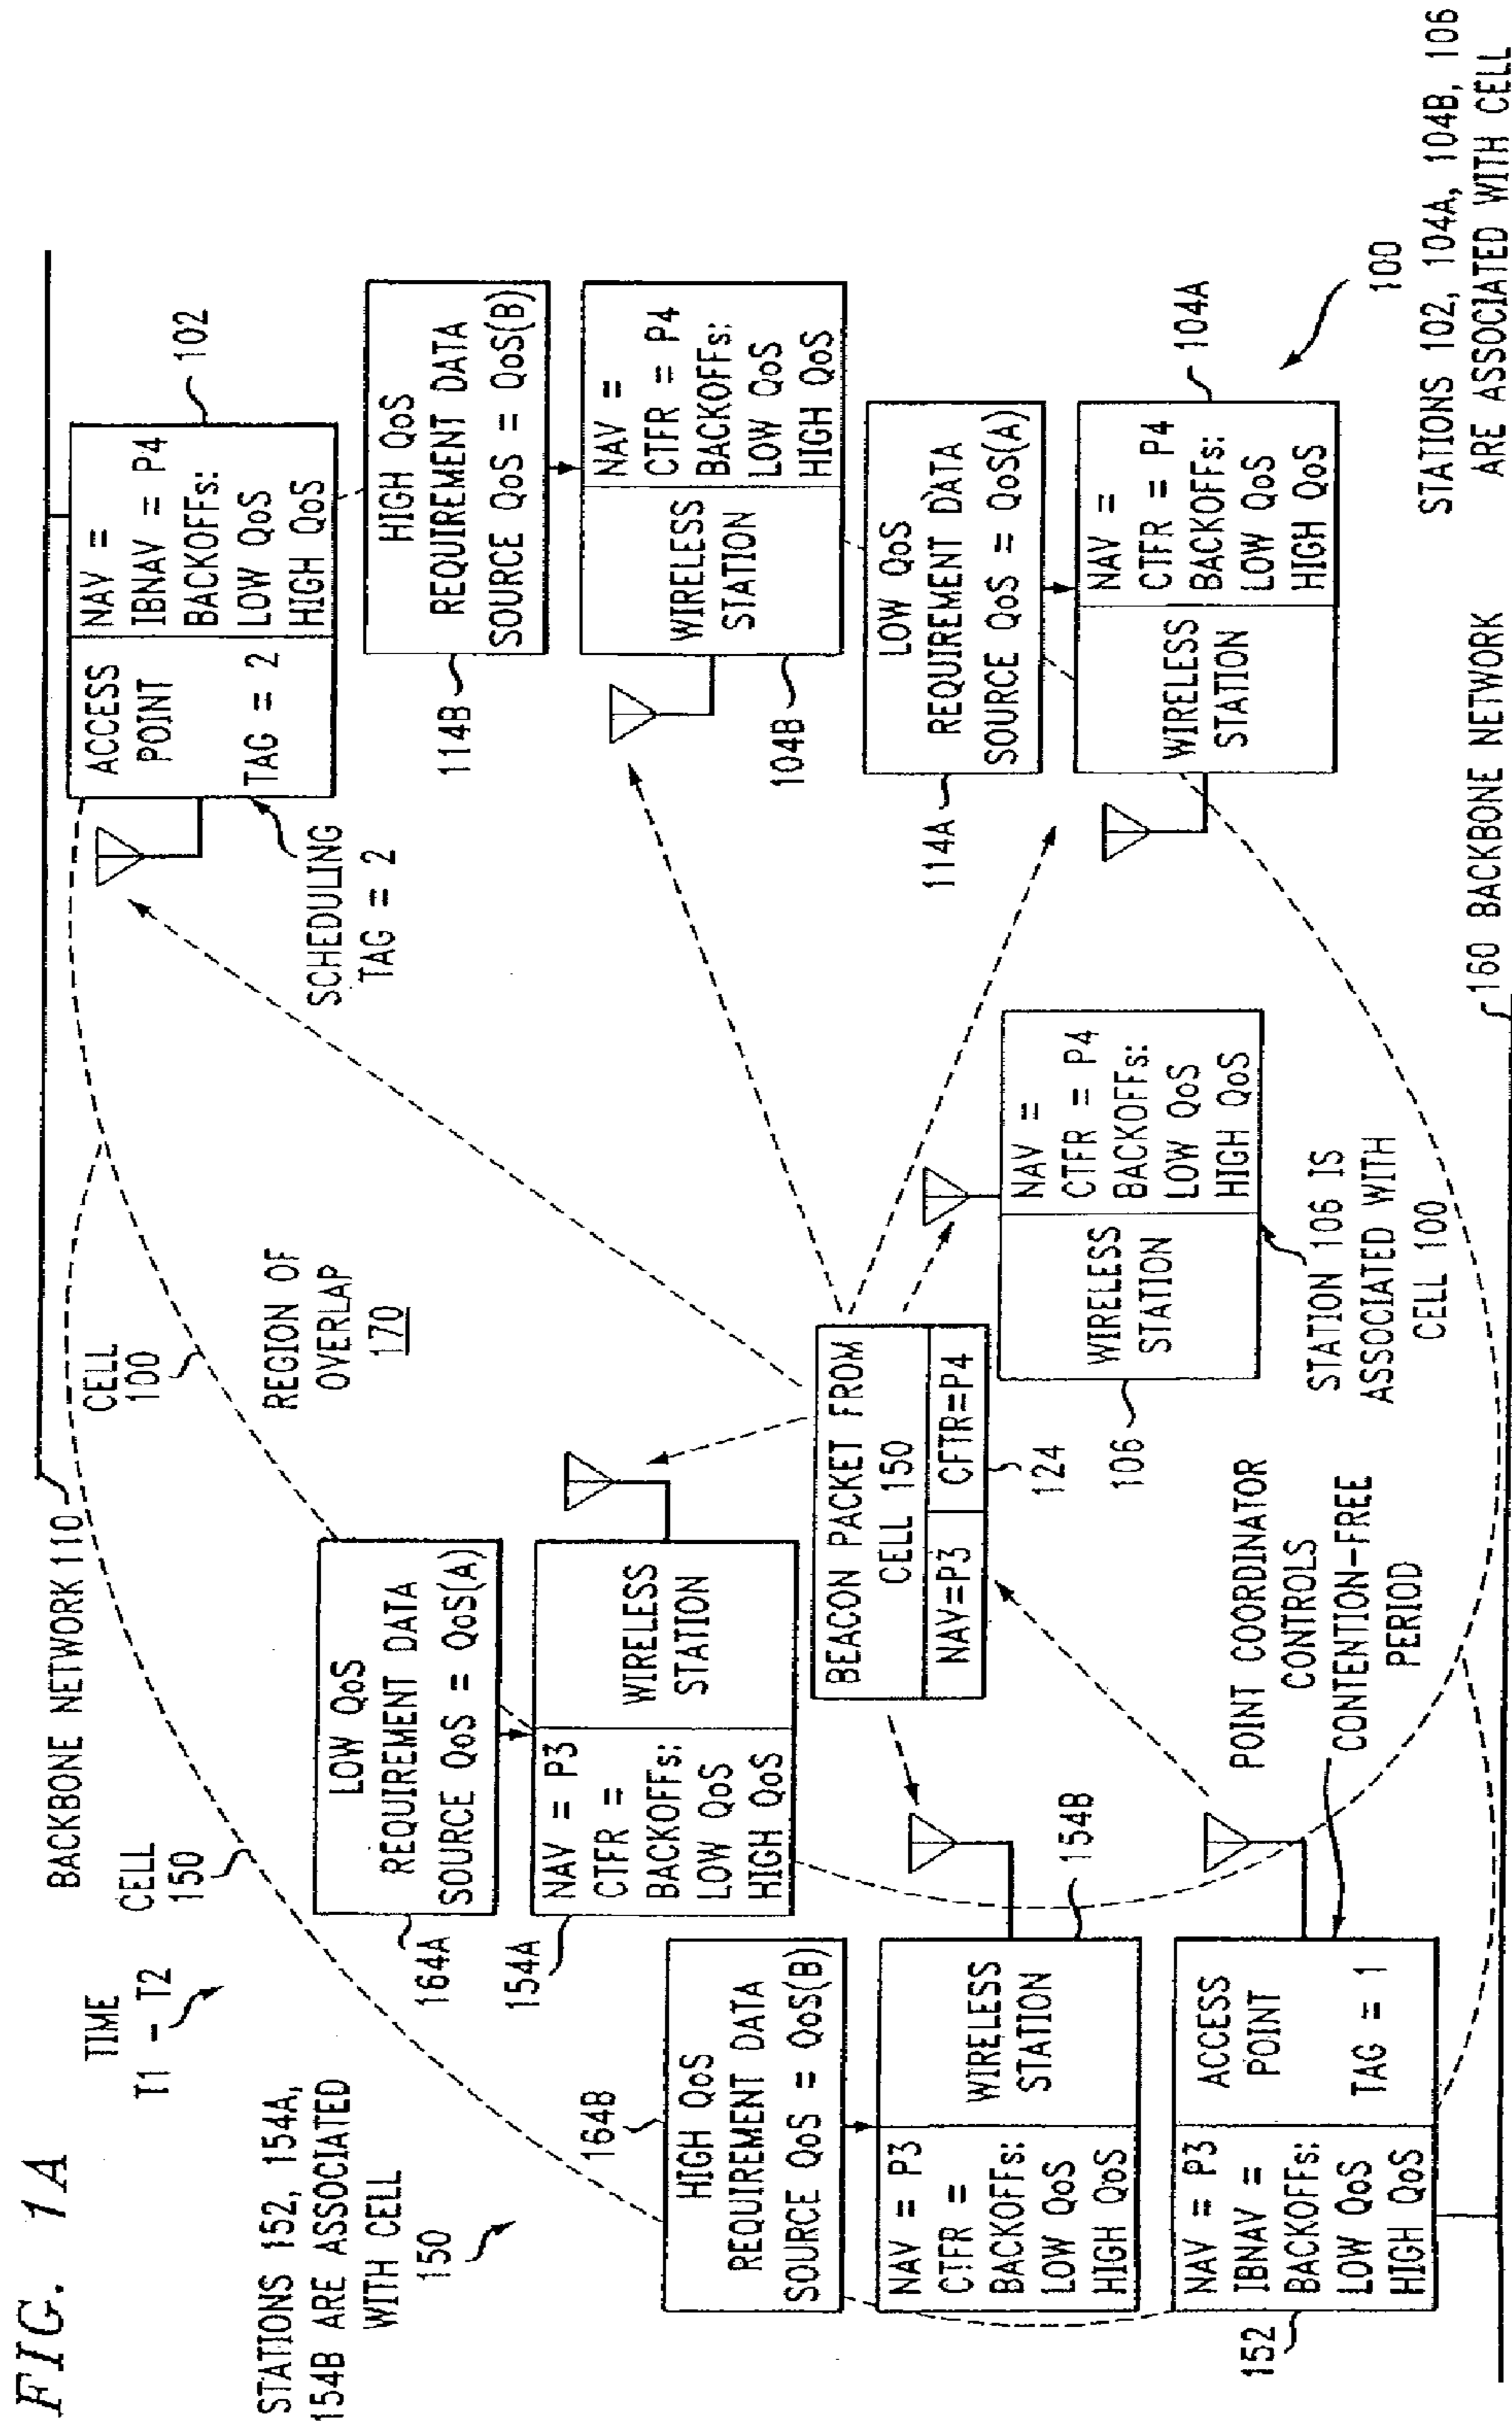 FIG. 1A
TIME
T1 - T2
STATIONS 152, 154A,
154B ARE ASSOCIATED
WITH CELL
150
BACKBONE NETWORK 110
CELL
150
CELL
100
REGION OF
OVERLAP
170
164A
LOW QoS
REQUIREMENT DATA
SOURCE QoS = QoS(A)
154A
NAV = P3
CTFR =
BACKOFFs:
LOW QoS
HIGH QoS
WIRELESS
STATION
164B
HIGH QoS
REQUIREMENT DATA
SOURCE QoS = QoS(B)
NAV = P3
CTFR =
BACKOFFs:
LOW QoS
HIGH QoS
WIRELESS
STATION
154B
152
NAV = P3
IBNAV =
BACKOFFs:
LOW QoS
HIGH QoS
ACCESS
POINT
TAG = 1
POINT COORDINATOR
CONTROLS
CONTENTION-FREE
PERIOD
BEACON PACKET FROM
CELL 150
NAV=P3
CFTR=P4
124
106
WIRELESS
STATION
NAV =
CTFR = P4
BACKOFFs:
LOW QoS
HIGH QoS
STATION 106 IS
ASSOCIATED WITH
CELL 100
SCHEDULING
TAG = 2
ACCESS
POINT
TAG = 2
NAV =
IBNAV = P4
BACKOFFs:
LOW QoS
HIGH QoS
102
114B
HIGH QoS
REQUIREMENT DATA
SOURCE QoS = QoS(B)
104B
WIRELESS
STATION
NAV =
CTFR = P4
BACKOFFs:
LOW QoS
HIGH QoS
114A
LOW QoS
REQUIREMENT DATA
SOURCE QoS = QoS(A)
WIRELESS
STATION
NAV =
CTFR = P4
BACKOFFs:
LOW QoS
HIGH QoS
104A
100
STATIONS 102, 104A, 104B, 106
ARE ASSOCIATED WITH CELL
160 BACKBONE NETWORK